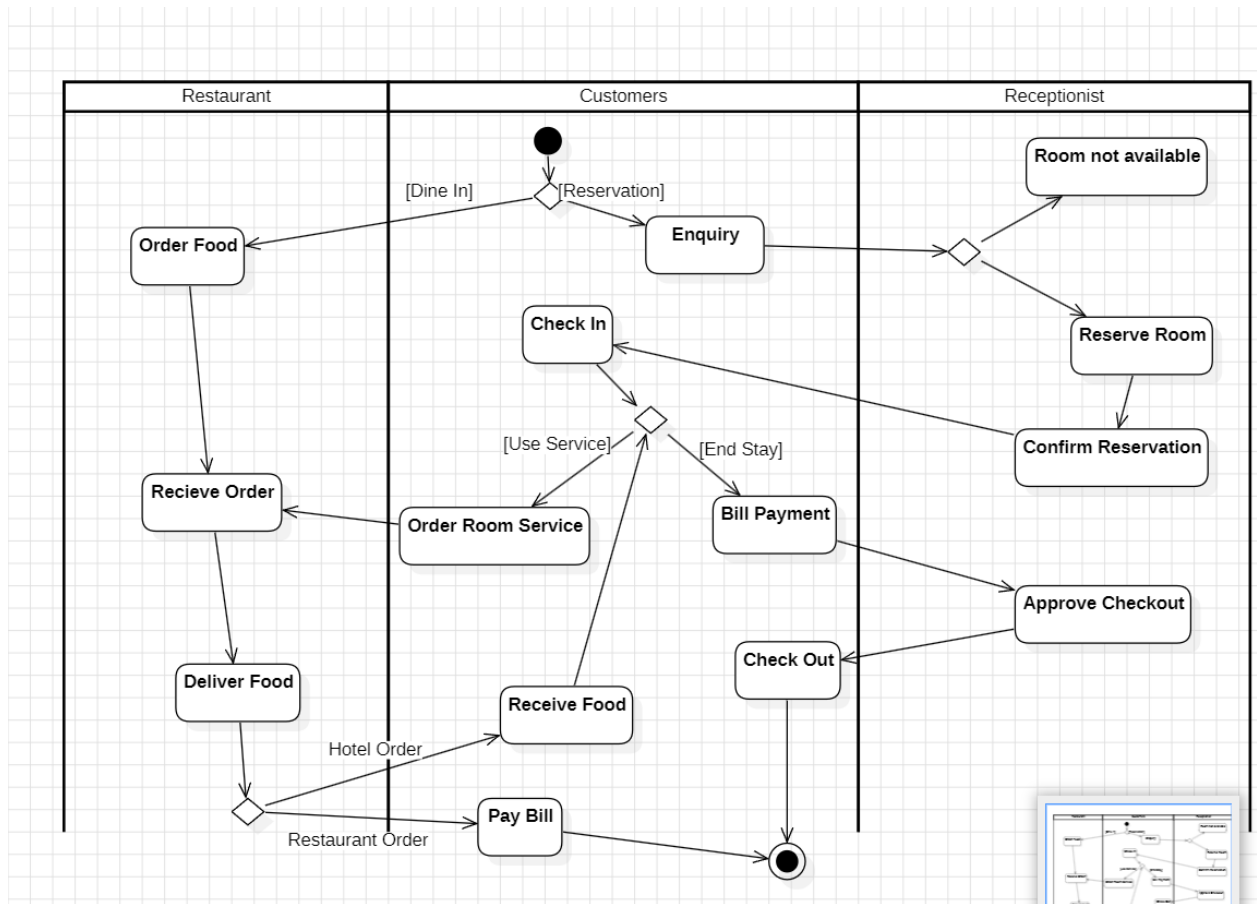 Restaurant
Customers
Receptionist
Room not available
[Dine In]
[Reservation]
Enquiry
Order Food
Check In
Reserve Room
[Use Service]
[End Stay]
Confirm Reservation
Recieve Order
Order Room Service
Bill Payment
Approve Checkout
Check Out
Deliver Food
Receive Food
Hotel Order
Pay Bill
Restaurant Order